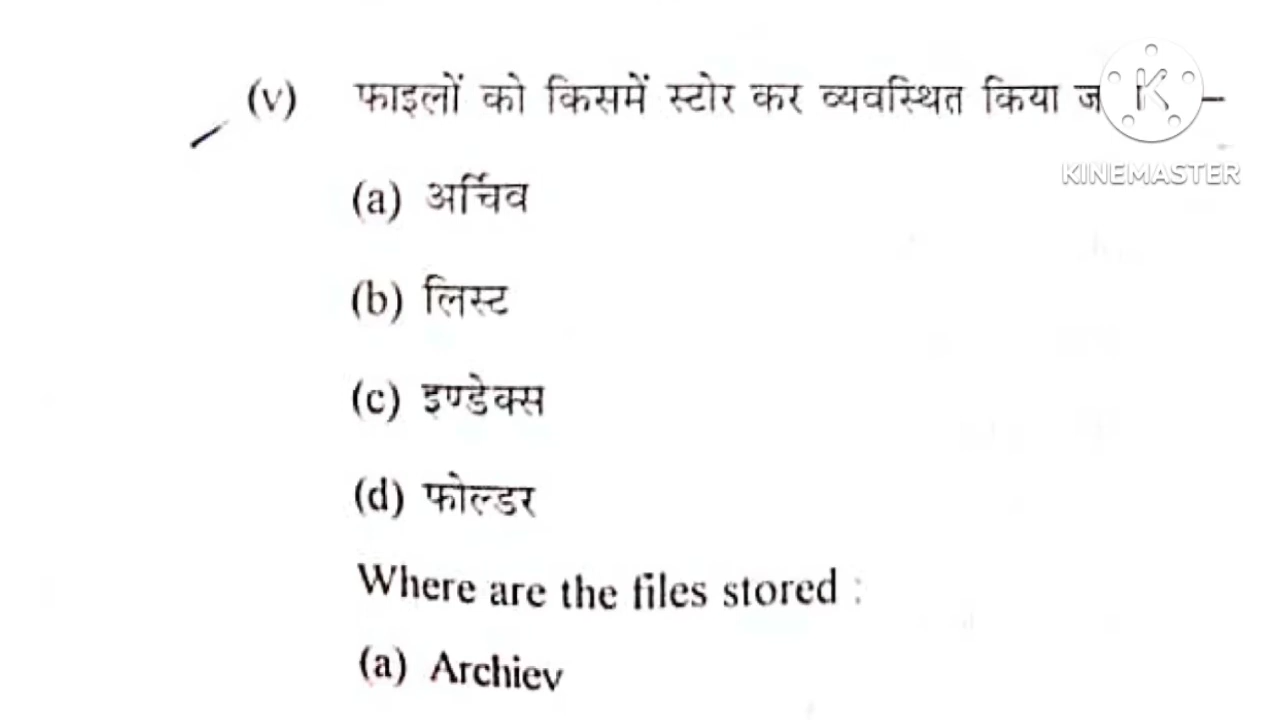 (v) फाइलों को किसमें स्टोर कर व्यवस्थित किया –
KINEMASTER
(a) अर्चिव
(b) लिस्ट
(c) इण्डेक्स
(d) फोल्डर
Where are the files stored :
(a) Archiev